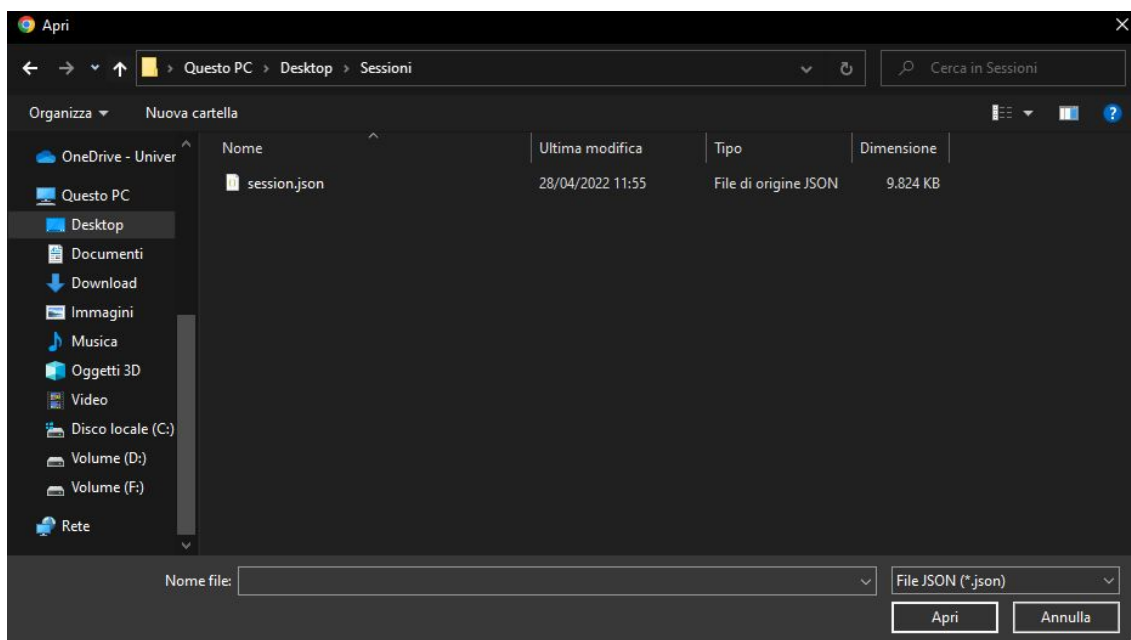 Apri
Questo PC > Desktop > Sessioni
Cerca in Sessioni
Organizza
Nuova cartella
Nome
Ultima modifica
Tipo
Dimensione
session.json
28/04/2022 11:55
File di origine JSON
9.824 KB
OneDrive - Univer
Questo PC
Desktop
Documenti
Download
Immagini
Musica
Oggetti 3D
Video
Disco locale (C:)
Volume (D:)
Volume (F:)
Rete
Nome file:
File JSON (*.json)
Apri
Annulla